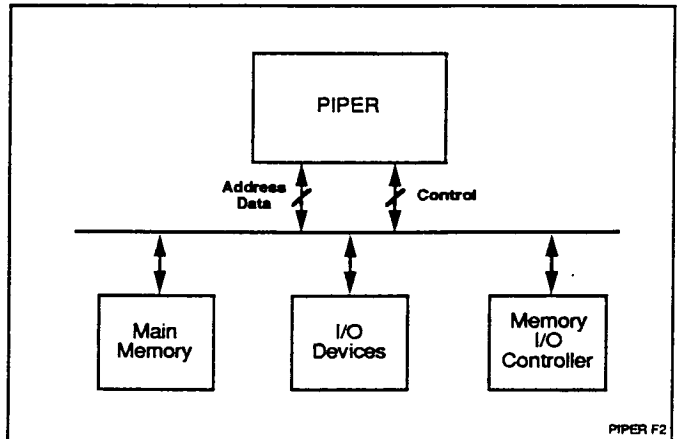 PIPER
Address
Data
Control
Main
Memory
I/O
Devices
Memory
I/O
Controller
PIPER F2